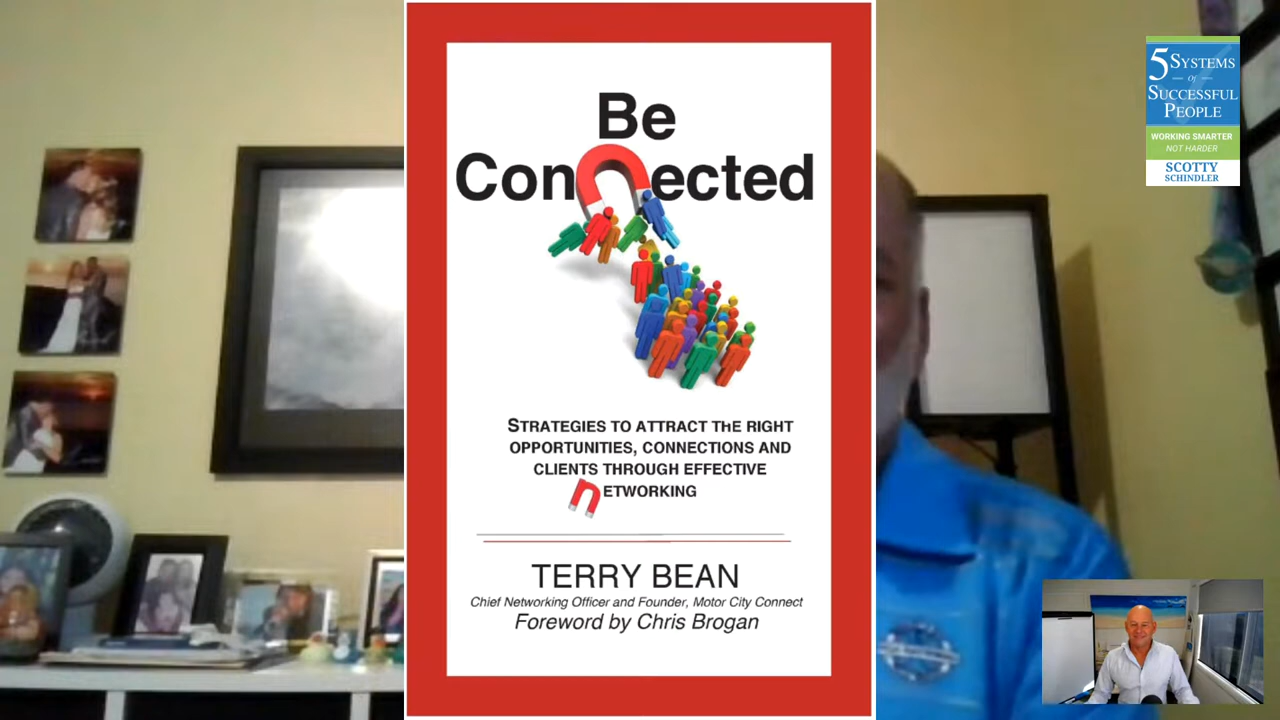 Be
Connected
STRATEGIES TO ATTRACT ThE RIGHT
OPPORTUNITIES, CONNECTIONS AND
CLIENTS THROUGH EFFECTIVE
nETWORKING
TERRY BEAN
Chief Networking Officer and Founder, Motor City Connect
Foreword by Chris Brogan
5 SYSTEMS
Of
SUCCESSFUL
PEOPLE
WORKING SMARTER
NOT HARDER
SCOTTY
SCHINDLER